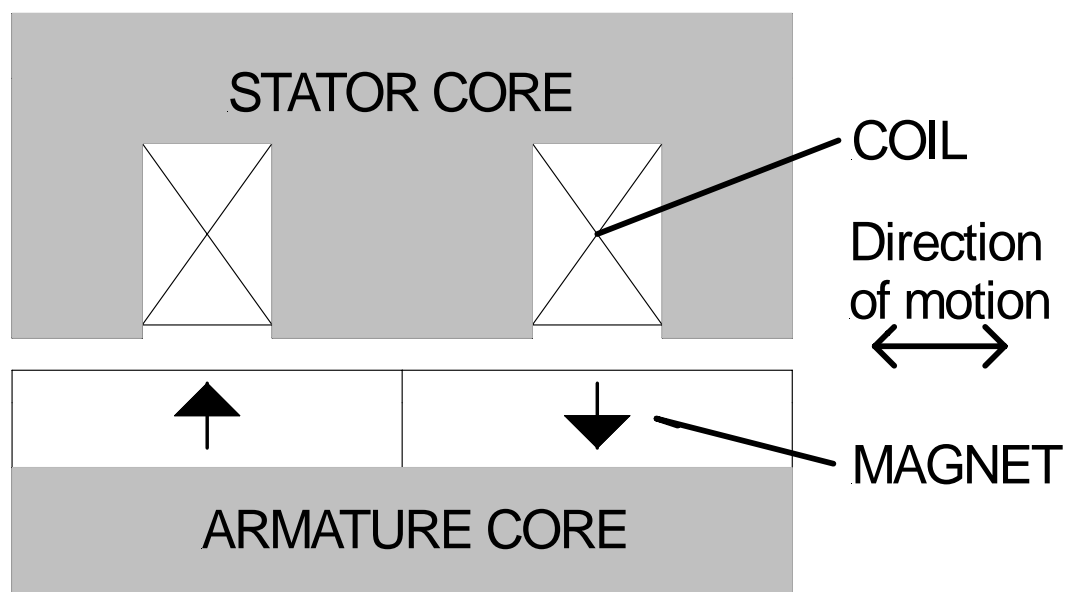 STATOR CORE
COIL
Direction
of motion
MAGNET
ARMATURE CORE